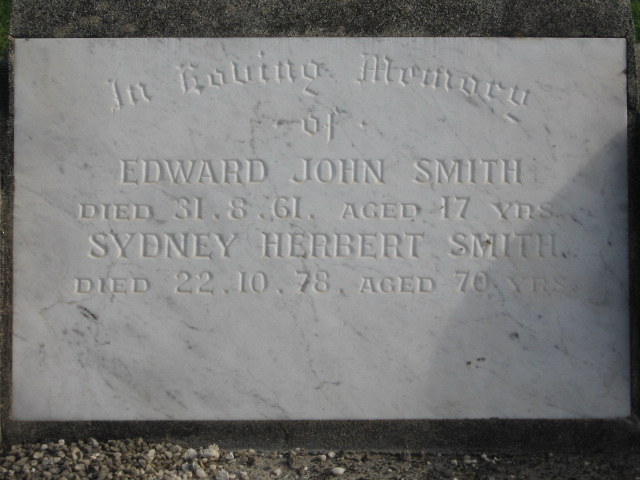 In Loving Memory
of
EDWARD JOHN SMITH
DIED 31.8.61. AGED 17 YRS.
SYDNEY HERBERT SMITH.
DIED 22.10.78. AGED 70 YRS.